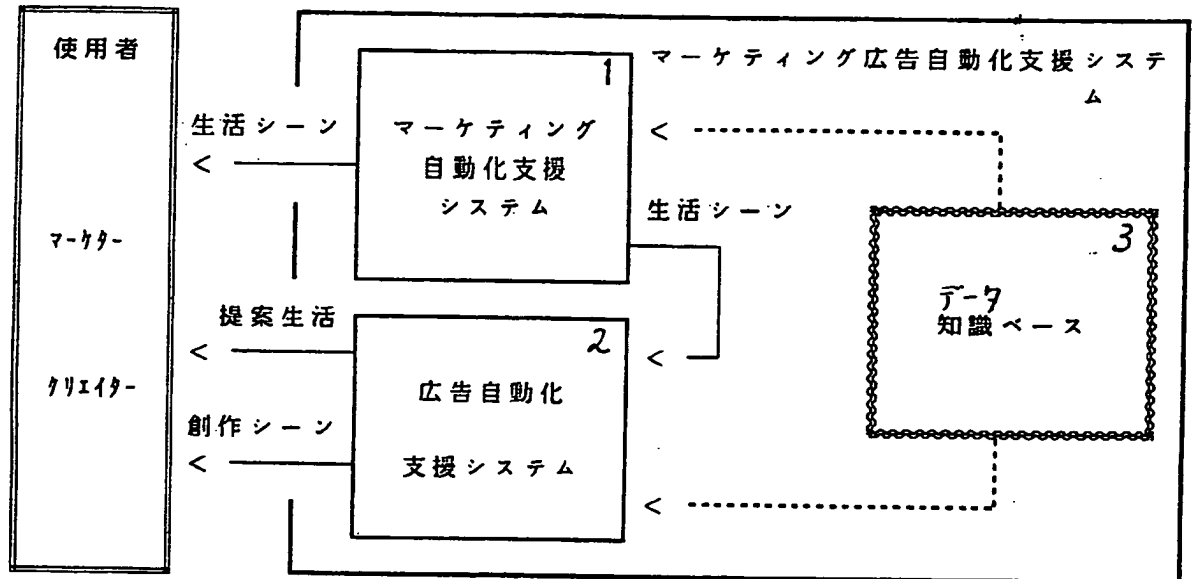 使用者
マーケター
クリエイター
マーケティング広告自動化支援システ
ム
1
マーケティング
自動化支援
システム
生活シーン
生活シーン
提案生活
創作シーン
2
広告自動化
支援システム
3
データ
知識ベース